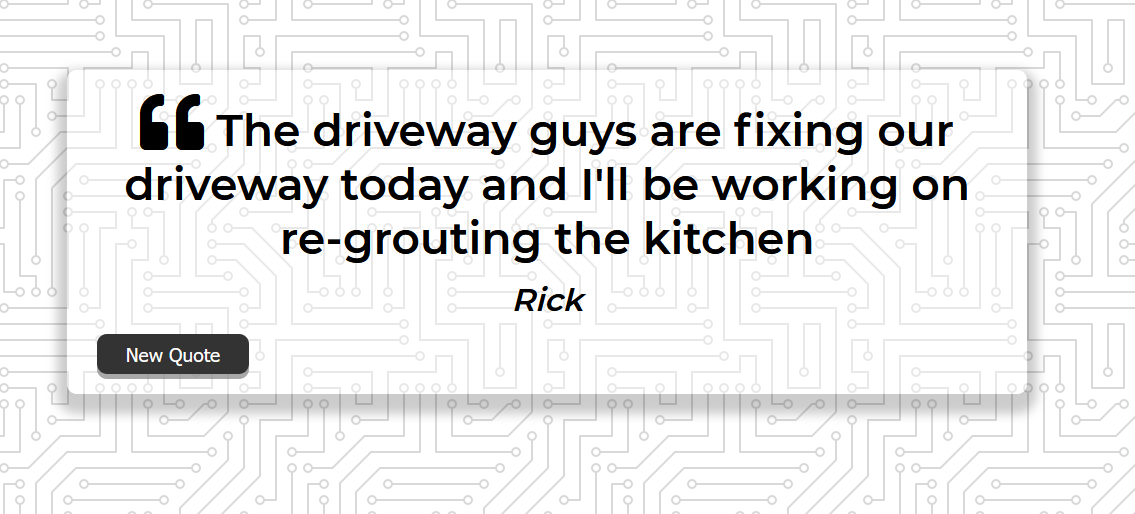 ❝ The driveway guys are fixing our
driveway today and I'll be working on
re-grouting the kitchen
Rick
New Quote